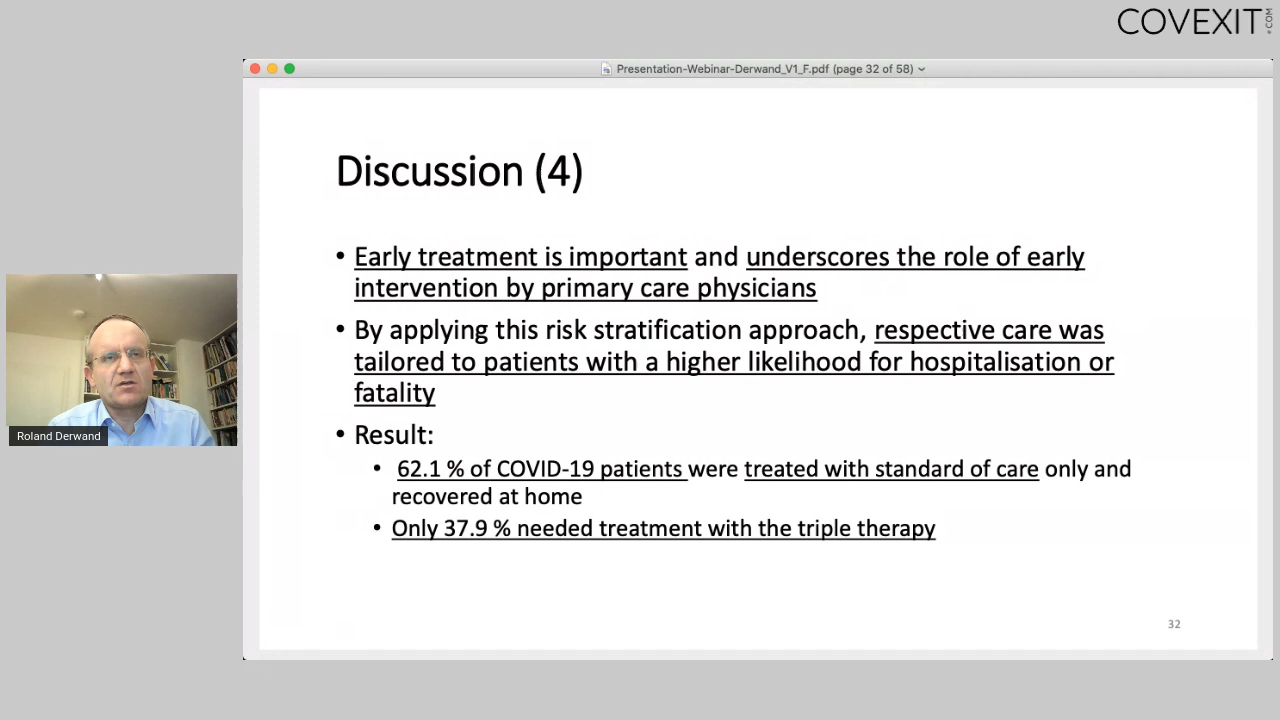 COVEXIT
.COM
Presentation-Webinar-Derwand_V1_F.pdf (page 32 of 58)
Discussion (4)
• Early treatment is important and underscores the role of early
intervention by primary care physicians
• By applying this risk stratification approach, respective care was
tailored to patients with a higher likelihood for hospitalisation or
fatality
• Result:
• 62.1 % of COVID-19 patients were treated with standard of care only and
recovered at home
• Only 37.9 % needed treatment with the triple therapy
32
Roland Derwand